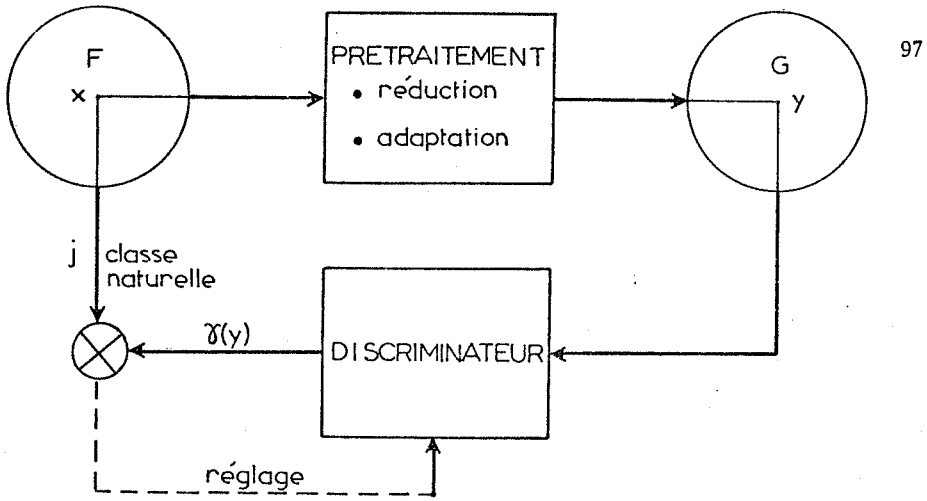 97
F
x
PRETRAITEMENT
• réduction
• adaptation
G
y
j
classe
naturelle
γ(y)
DISCRIMINATEUR
réglage